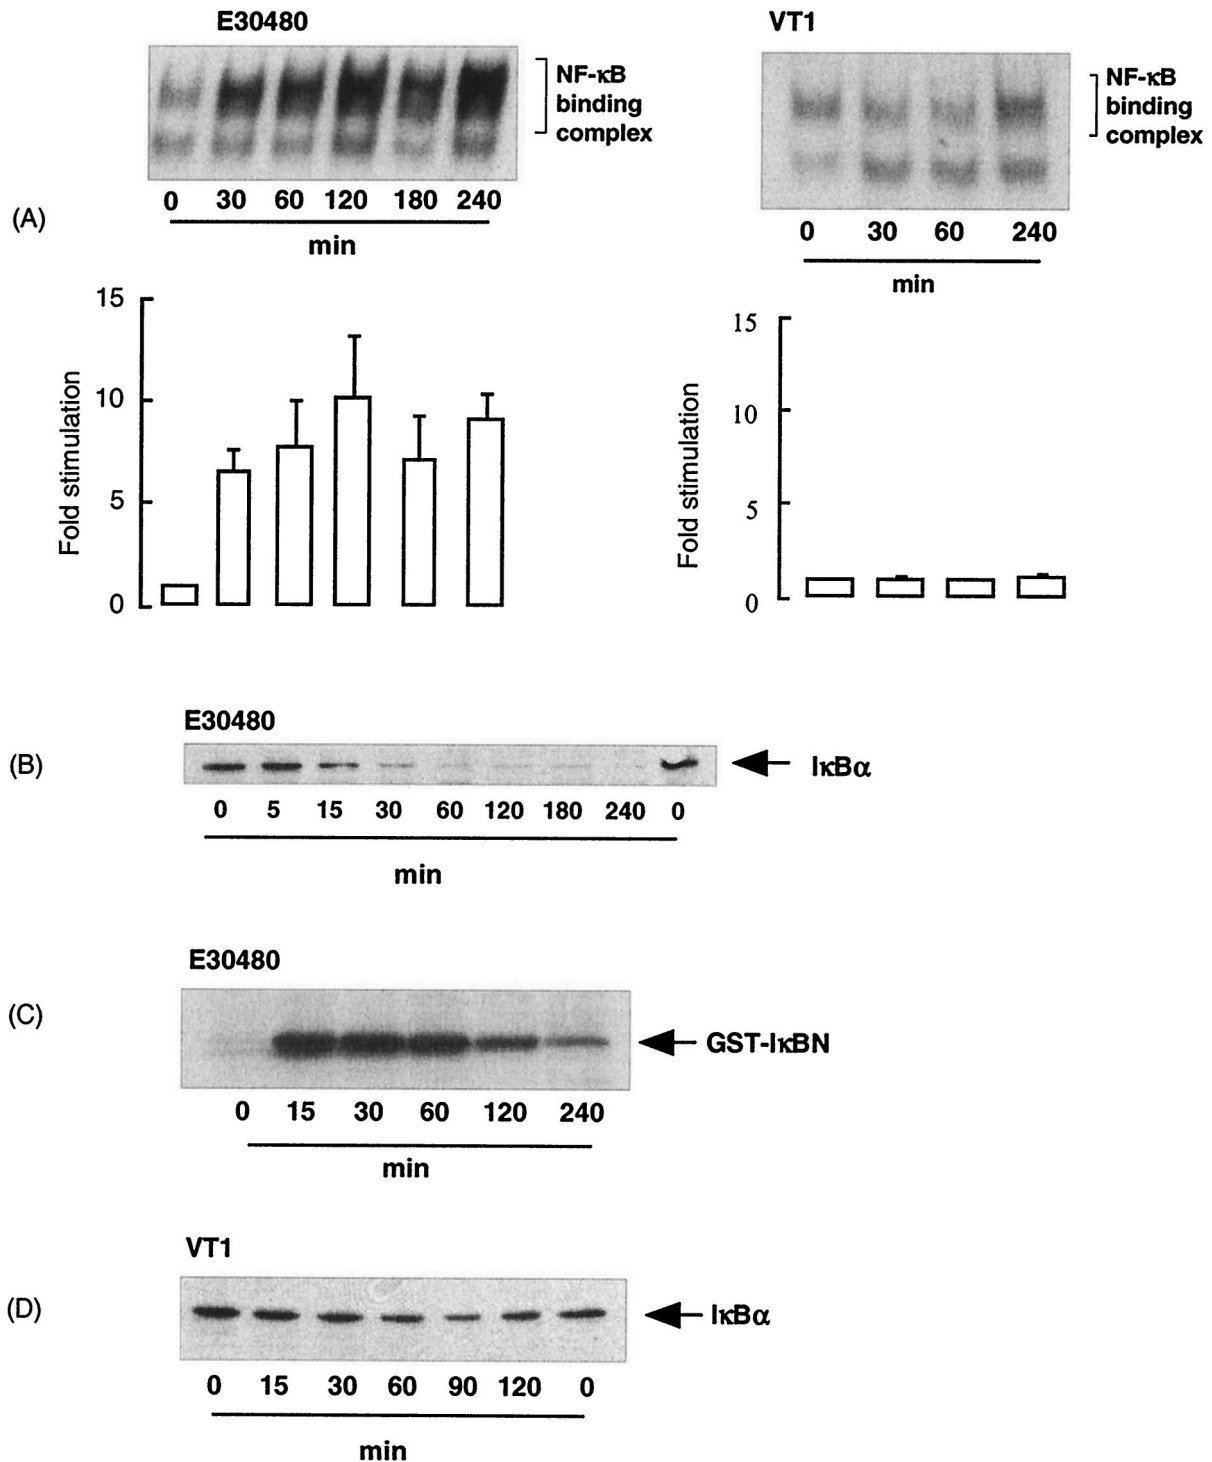 E30480
NF-κB
binding
complex
0 30 60 120 180 240
min
VT1
NF-κB
binding
complex
0 30 60 240
min
(A)
15
10
5
0
Fold stimulation
15
10
5
0
Fold stimulation
(B)
E30480
IκBα
0 5 15 30 60 120 180 240 0
min
(C)
E30480
GST-IκBN
0 15 30 60 120 240
min
(D)
VT1
IκBα
0 15 30 60 90 120 0
min